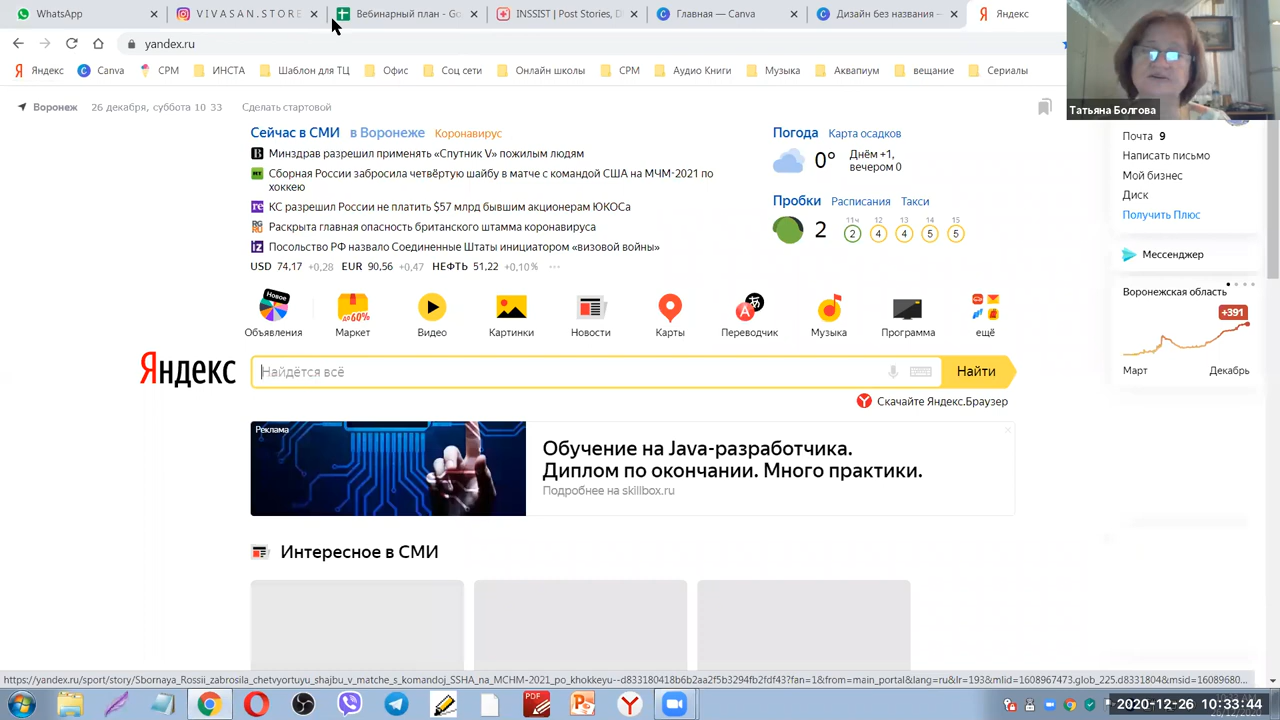 WhatsApp
V I V A S A N . S T O R E
Вебинарный план - Go
INSSIST | Post Stories, D
Главная — Canva
Дизайн без названия –
Яндекс
yandex.ru
Яндекс
Canva
СРМ
ИНСТА
Шаблон для ТЦ
Офис
Соц сети
Онлайн школы
СРМ
Аудио Книги
Музыка
Аквапиум
вещание
Сериалы
Татьяна Болгова
Воронеж
26 декабря, суббота 10 33
Сделать стартовой
Сейчас в СМИ
в Воронеже
Коронавирус
Минздрав разрешил применять «Спутник V» пожилым людям
Сборная России забросила четвёртую шайбу в матче с командой США на МЧМ-2021 по
хоккею
КС разрешил России не платить $57 млрд бывшим акционерам ЮКОСа
Раскрыта главная опасность британского штамма коронавируса
Посольство РФ назвало Соединенные Штаты инициатором «визовой войны»
USD 74,17 +0,28 EUR 90,56 +0,47 НЕФТЬ 51,22 +0,10% ···
Погода
Карта осадков
0°
Днём +1,
вечером 0
Пробки
Расписания
Такси
2
11ч 12 13 14 15
2 4 4 5 5
Почта 9
Написать письмо
Мой бизнес
Диск
Получить Плюс
Мессенджер
Воронежская область
+391
Март
Декабрь
Новое
до 60%
Объявления
Маркет
Видео
Картинки
Новости
Карты
Переводчик
Музыка
Программа
ещё
Яндекс
Найдётся всё
Найти
Скачайте Яндекс.Браузер
Реклама
Обучение на Java-разработчика.
Диплом по окончании. Много практики.
Подробнее на skillbox.ru
Интересное в СМИ
PDF
2020-12-26 10:33:44